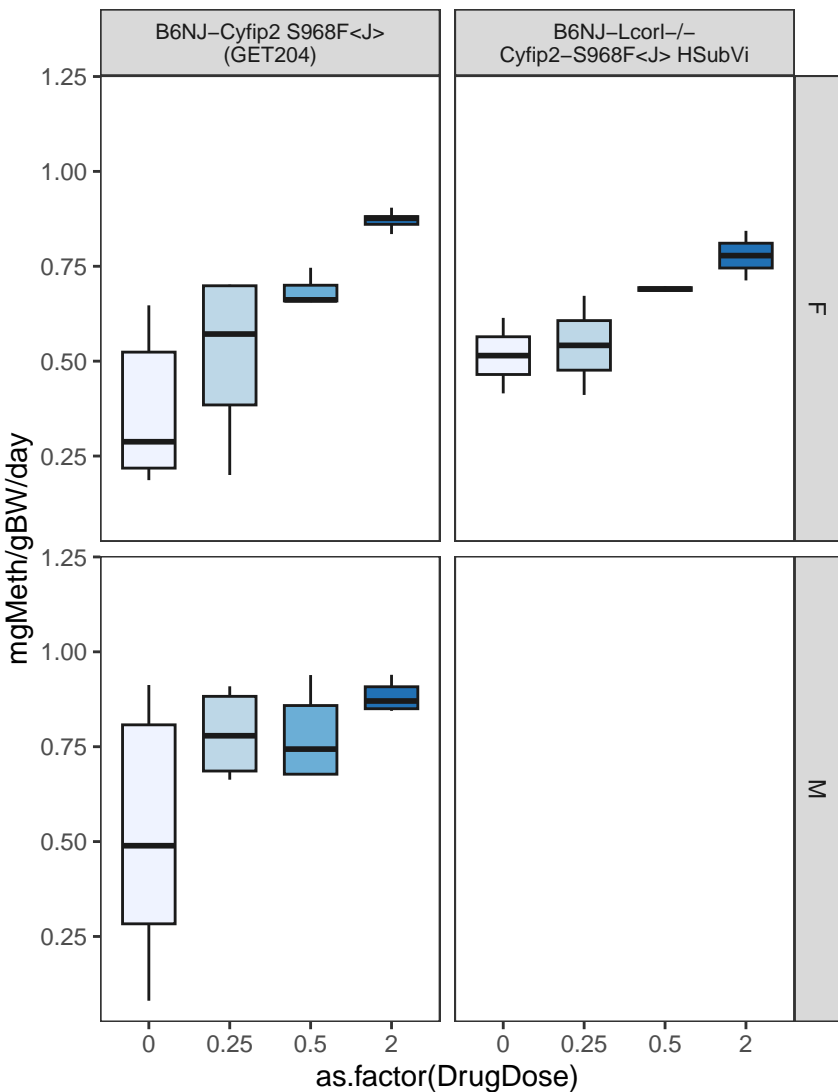 B6NJ−Cyfip2 S968F<J>
(GET204)
B6NJ−Lcorl−/−
Cyfip2−S968F<J> HSubVi
mgMeth/gBW/day
1.25
1.00
0.75
0.50
0.25
F
1.25
1.00
0.75
0.50
0.25
M
0 0.25 0.5 2
0 0.25 0.5 2
as.factor(DrugDose)